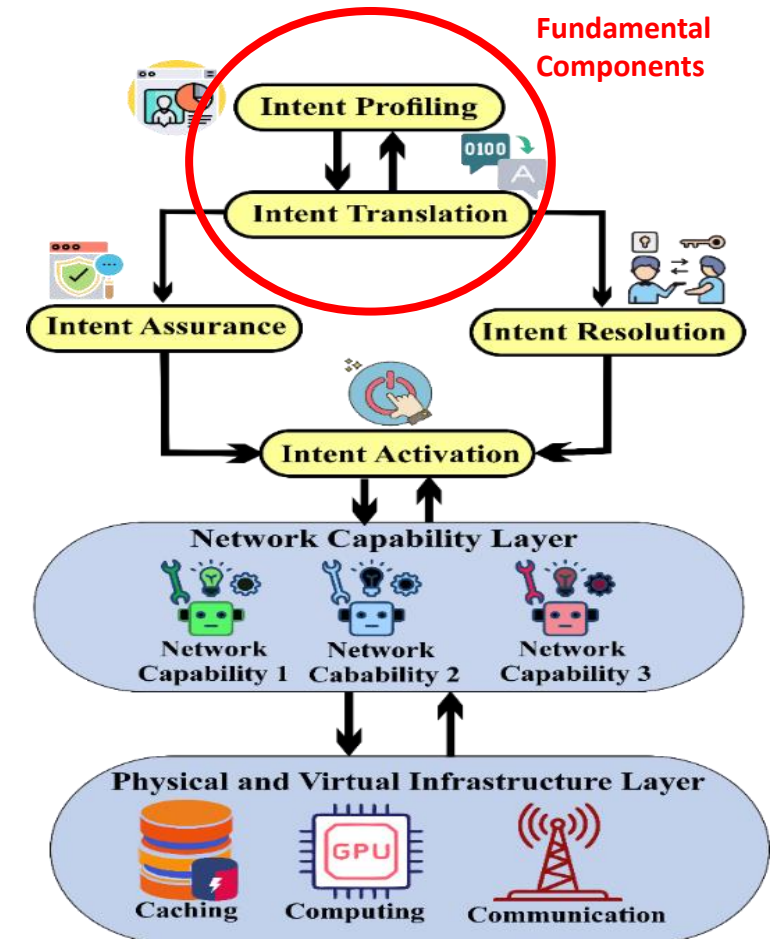 Fundamental
Components
Intent Profiling
0100
A
Intent Translation
Intent Assurance
Intent Resolution
Intent Activation
Network Capability Layer
Network
Capability 1
Network
Cabability 2
Network
Capability 3
Physical and Virtual Infrastructure Layer
GPU
Caching
Computing
Communication